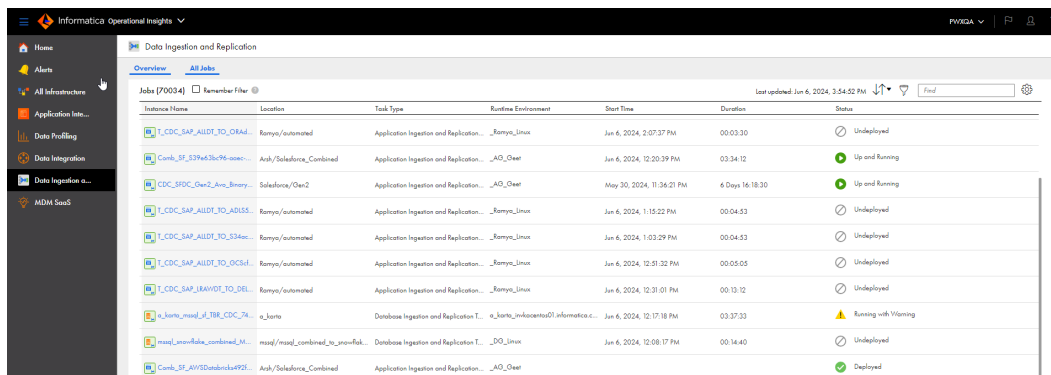 Informatica Operational Insights
PWXQA
Home
Alerts
All Infrastructure
Application Inte...
Data Profiling
Data Integration
Data Ingestion a...
MDM SaaS
Data Ingestion and Replication
Overview All Jobs
Jobs (70034) Remember Filter Last updated: Jun 6, 2024, 3:54:52 PM Find
Instance Name Location Task Type Runtime Environment Start Time Duration Status
T_CDC_SAP_ALLDT_TO_ORAd... Ramya/automated Application Ingestion and Replication... _Ramya_Linux Jun 6, 2024, 2:07:37 PM 00:03:30 Undeployed
Comb_SF_S39e63bc96-aaec-... Arsh/Salesforce_Combined Application Ingestion and Replication... _AG_Geet Jun 6, 2024, 12:20:39 PM 03:34:12 Up and Running
CDC_SFDC_Gen2_Avo_Binary... Salesforce/Gen2 Application Ingestion and Replication... _AG_Geet May 30, 2024, 11:36:21 PM 6 Days 16:18:30 Up and Running
T_CDC_SAP_ALLDT_TO_ADLS5... Ramya/automated Application Ingestion and Replication... _Ramya_Linux Jun 6, 2024, 1:15:22 PM 00:04:53 Undeployed
T_CDC_SAP_ALLDT_TO_S34ac... Ramya/automated Application Ingestion and Replication... _Ramya_Linux Jun 6, 2024, 1:03:29 PM 00:04:53 Undeployed
T_CDC_SAP_ALLDT_TO_GCScf... Ramya/automated Application Ingestion and Replication... _Ramya_Linux Jun 6, 2024, 12:51:32 PM 00:05:05 Undeployed
T_CDC_SAP_LRAWDT_TO_DEL... Ramya/automated Application Ingestion and Replication... _Ramya_Linux Jun 6, 2024, 12:31:01 PM 00:13:12 Undeployed
a_karta_mssql_sf_TBR_CDC_74... a_karta Database Ingestion and Replication T... a_karta_invkacentos01.informatica.c... Jun 6, 2024, 12:17:18 PM 03:37:33 Running with Warning
mssql_snowflake_combined_M... mssql/mssql_combined_to_snowflak... Database Ingestion and Replication T... _DO_Linux Jun 6, 2024, 12:08:17 PM 00:14:40 Undeployed
Comb_SF_AWSDatabricks492f... Arsh/Salesforce_Combined Application Ingestion and Replication... _AG_Geet Deployed